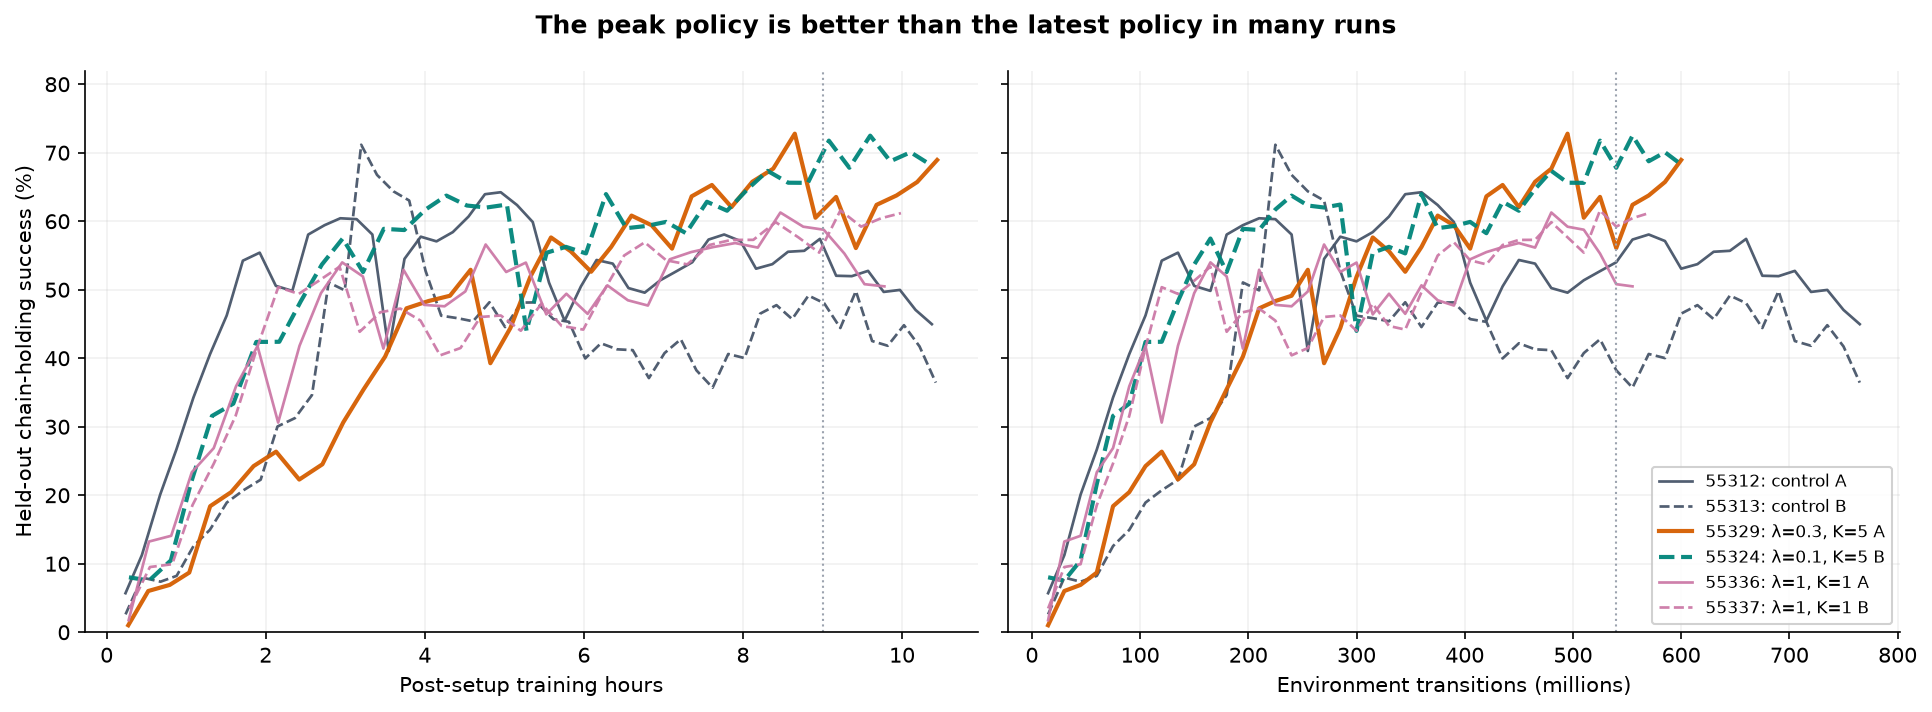 The peak policy is better than the latest policy in many runs
Held-out chain-holding success (%)
80
70
60
50
40
30
20
10
0
0 2 4 6 8 10
Post-setup training hours
0 100 200 300 400 500 600 700 800
Environment transitions (millions)
55312: control A
55313: control B
55329: λ=0.3, K=5 A
55324: λ=0.1, K=5 B
55336: λ=1, K=1 A
55337: λ=1, K=1 B